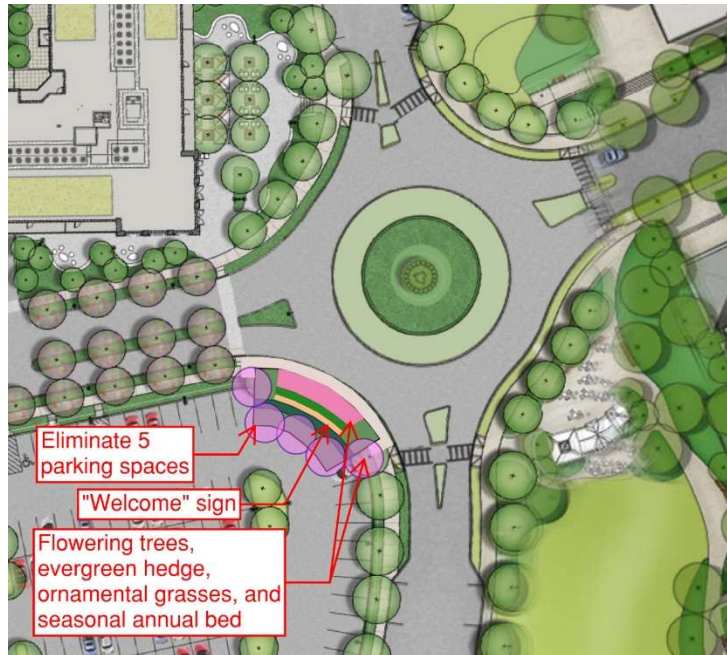 Eliminate 5
parking spaces
"Welcome" sign
Flowering trees,
evergreen hedge,
ornamental grasses, and
seasonal annual bed